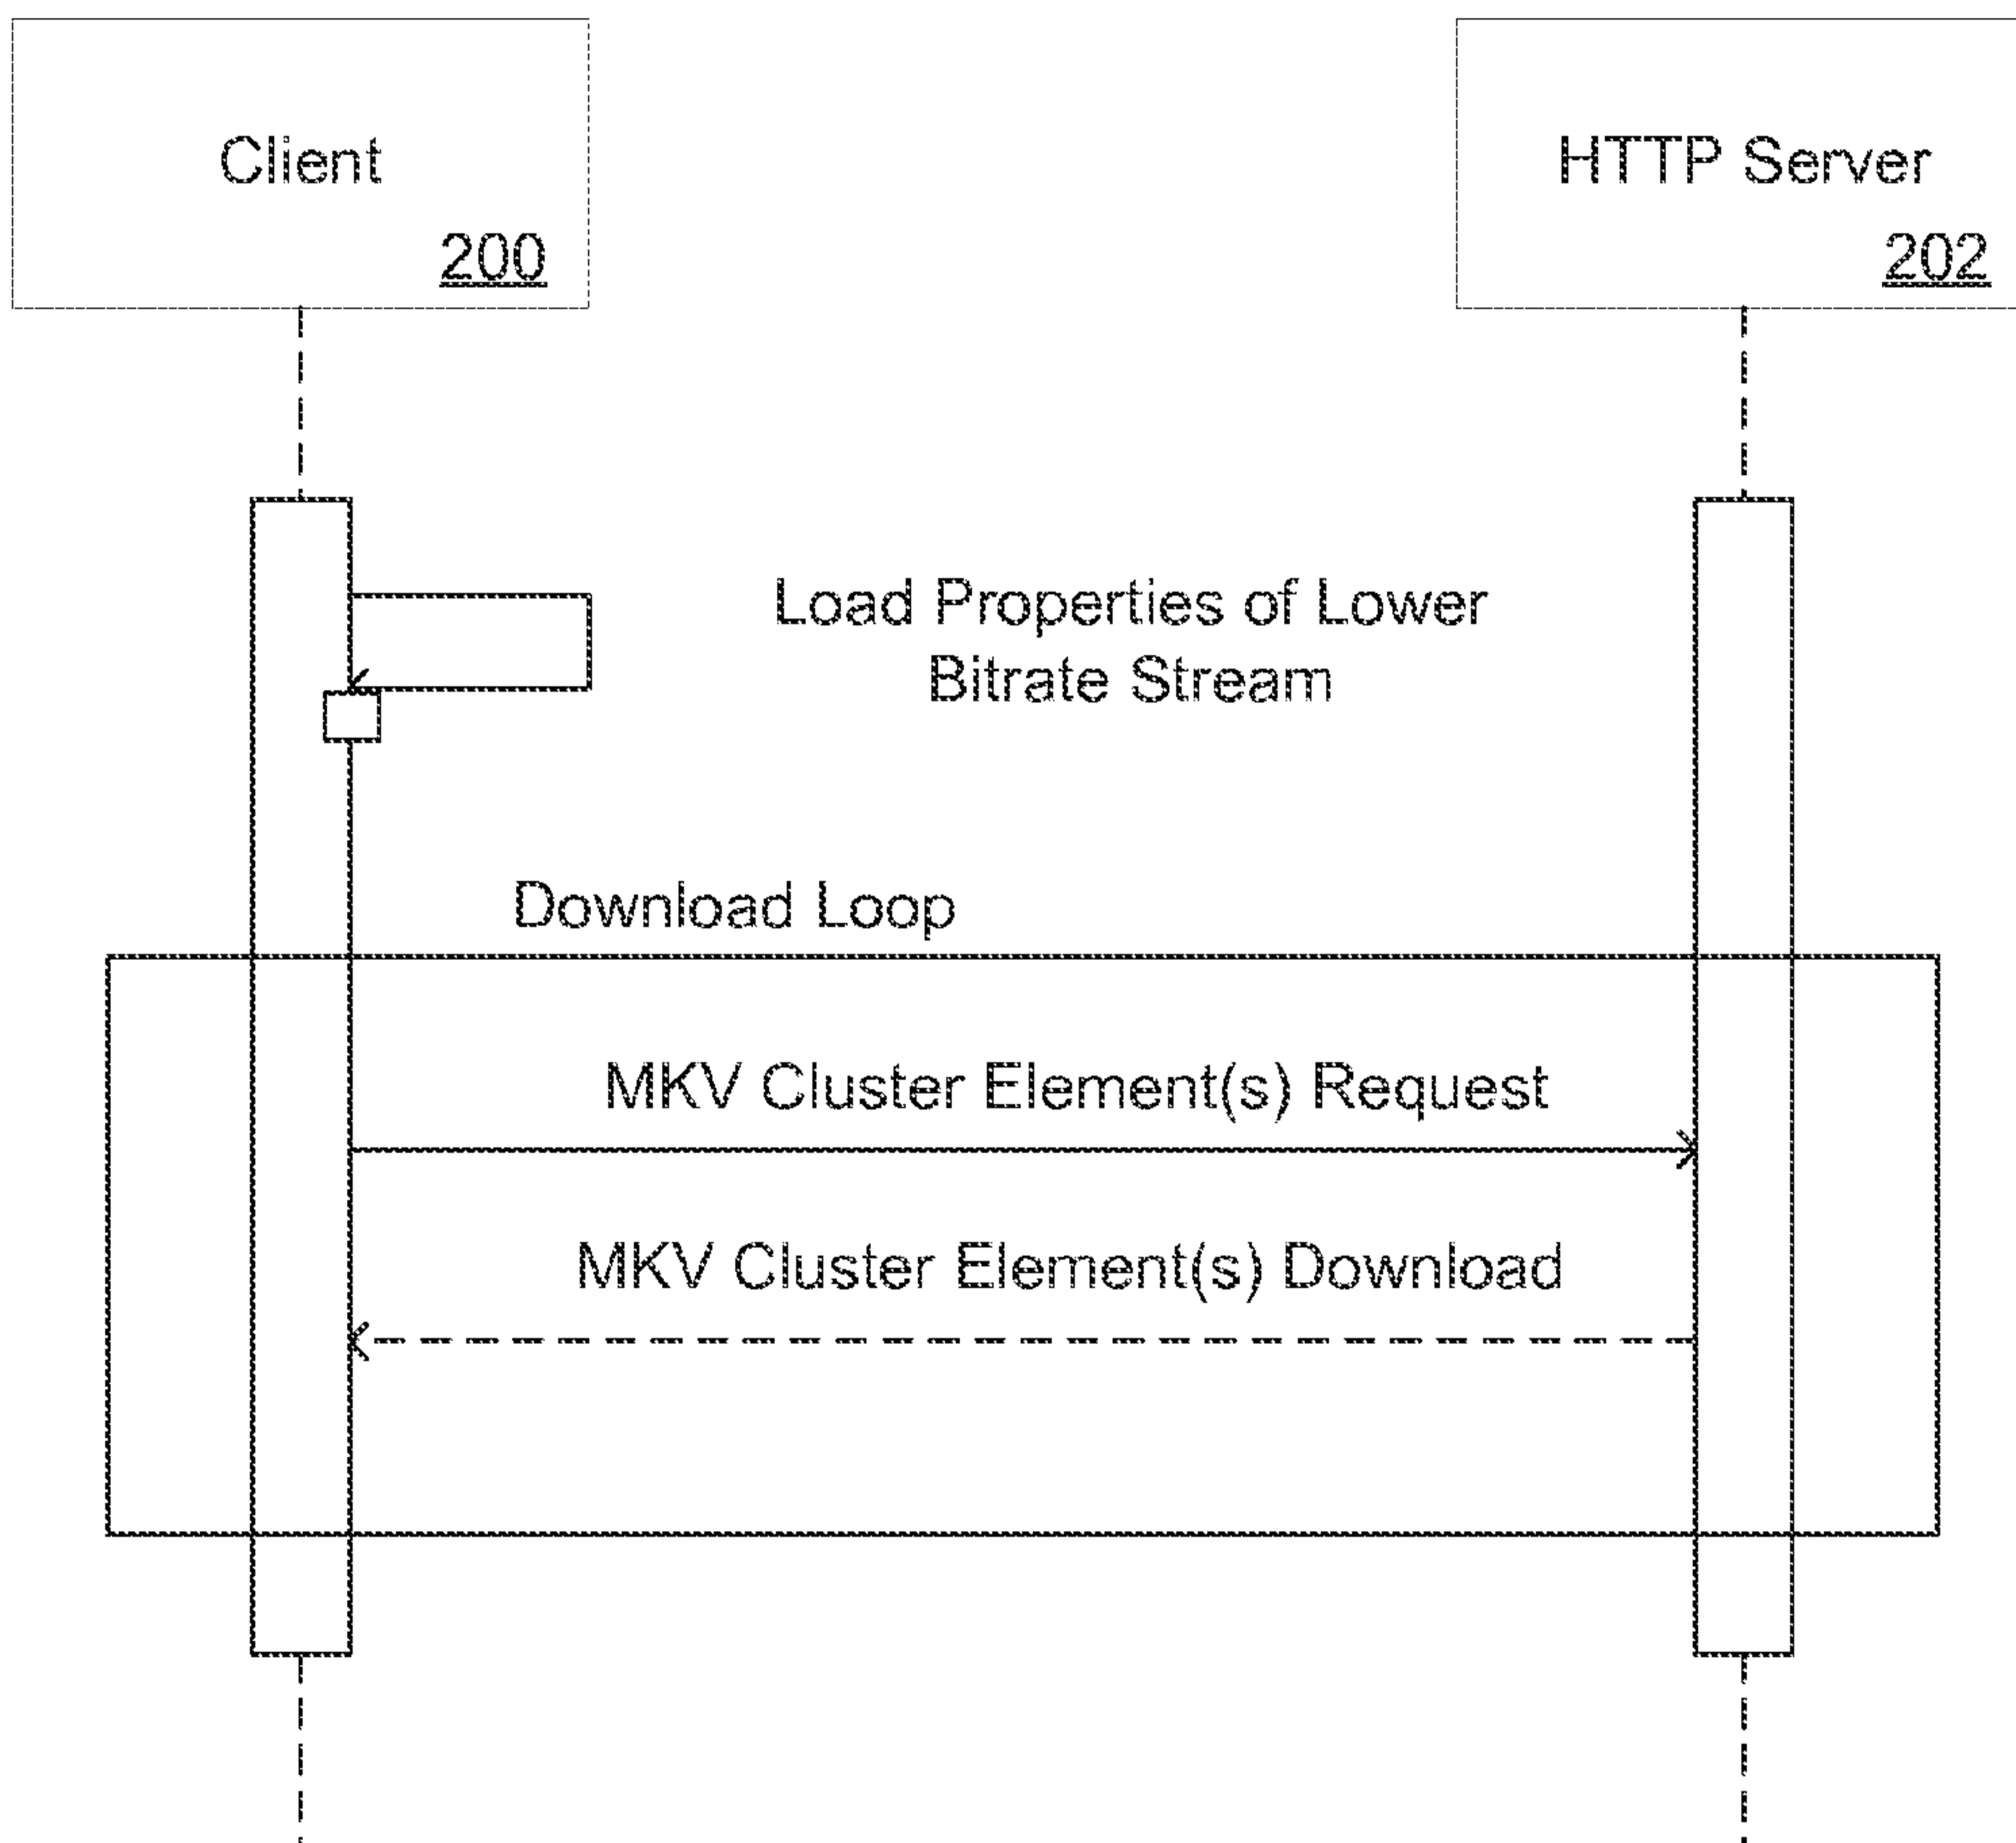 Client
200
HTTP Server
202
Load Properties of Lower
Bitrate Stream
Download Loop
MKV Cluster Element(s) Request
MKV Cluster Element(s) Download